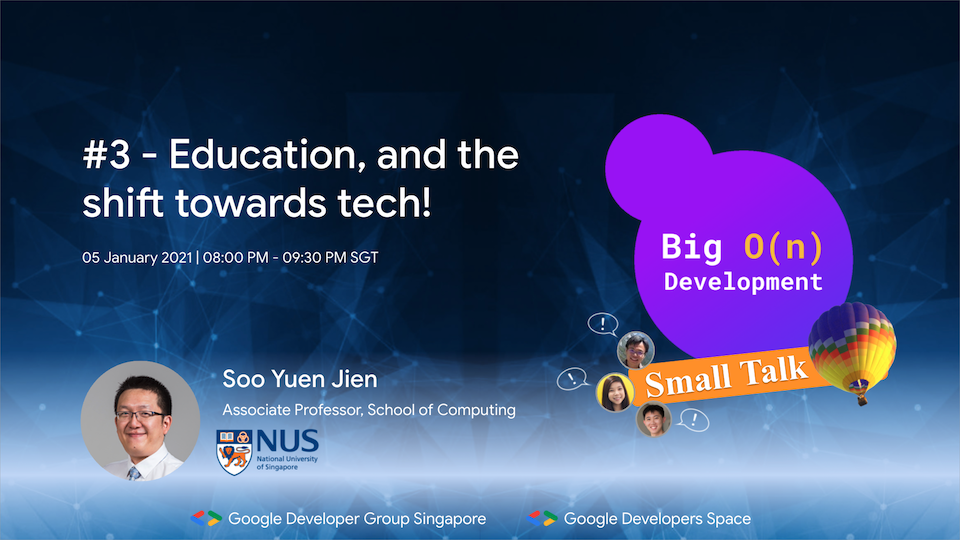 #3 - Education, and the
shift towards tech!
05 January 2021 | 08:00 PM - 09:30 PM SGT
Big O(n)
Development
!
!
Small Talk
!
Soo Yuen Jien
Associate Professor, School of Computing
NUS
National University
of Singapore
Google Developer Group Singapore
Google Developers Space